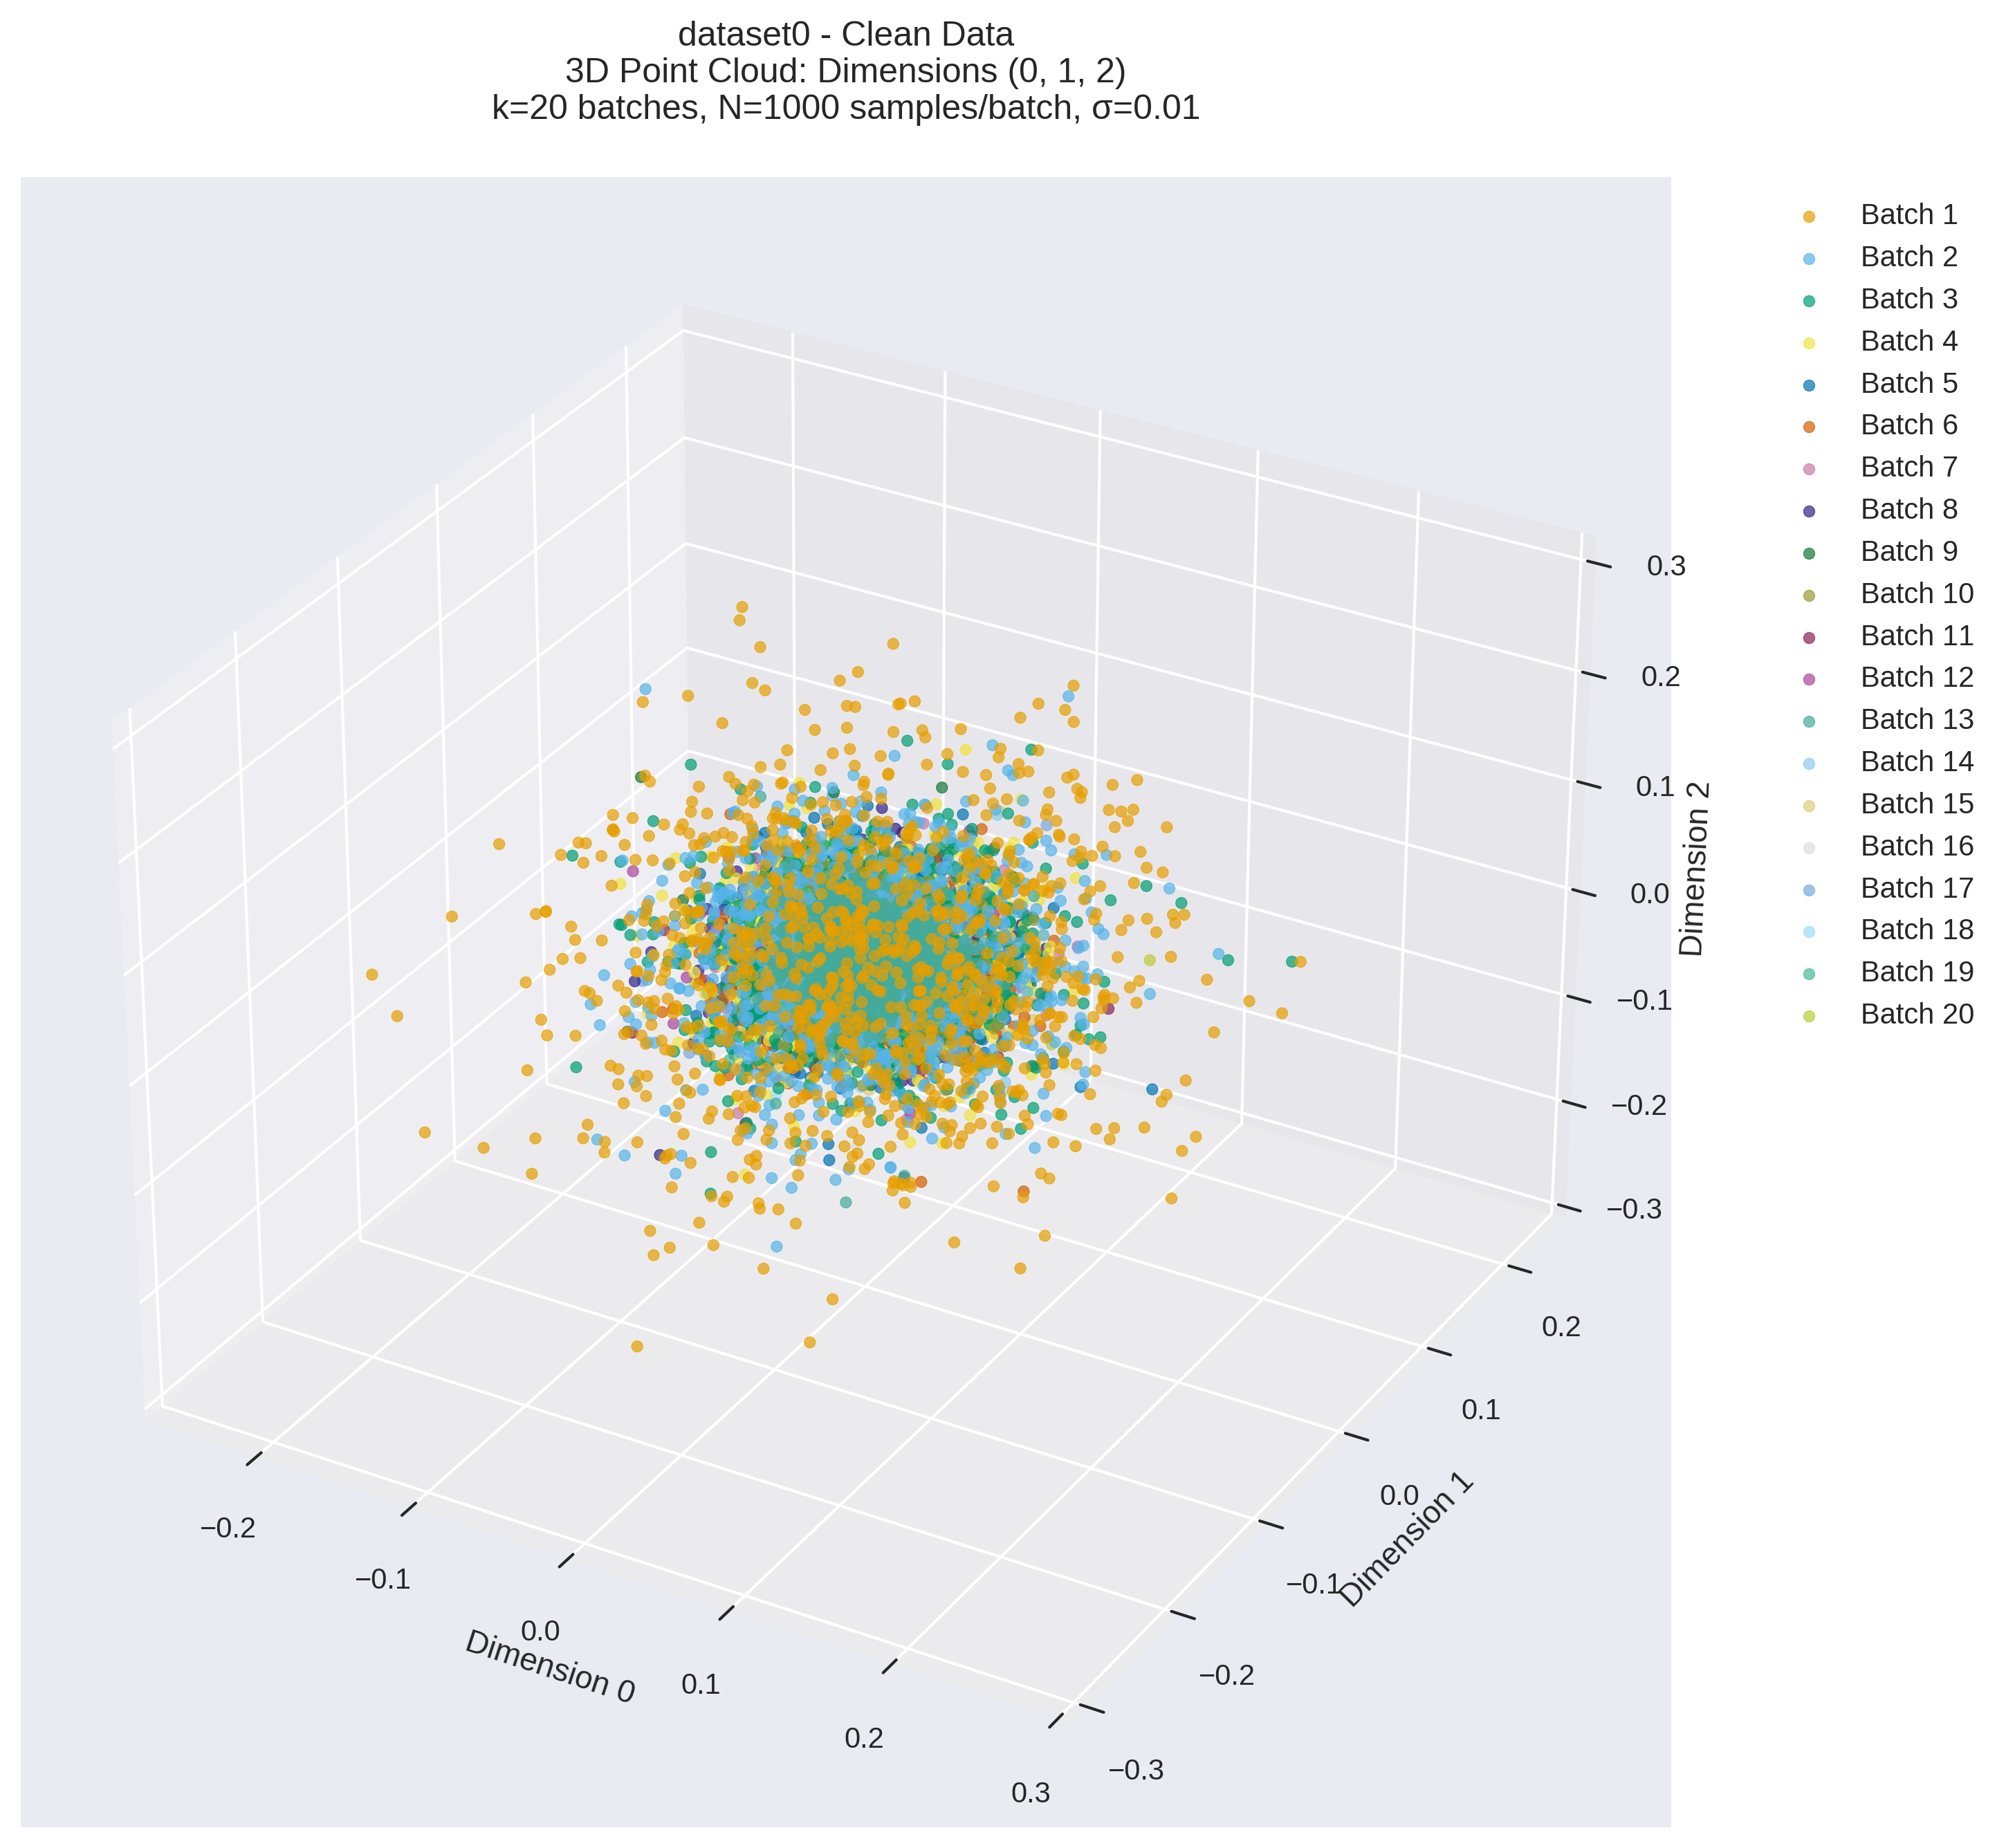 dataset0 - Clean Data
3D Point Cloud: Dimensions (0, 1, 2)
k=20 batches, N=1000 samples/batch, σ=0.01
Batch 1
Batch 2
Batch 3
Batch 4
Batch 5
Batch 6
Batch 7
Batch 8
Batch 9
Batch 10
Batch 11
Batch 12
Batch 13
Batch 14
Batch 15
Batch 16
Batch 17
Batch 18
Batch 19
Batch 20
0.3
0.2
0.1
0.0
−0.1
−0.2
−0.3
Dimension 2
0.2
0.1
0.0
−0.1
−0.2
−0.3
Dimension 1
−0.2
−0.1
0.0
0.1
0.2
0.3
Dimension 0